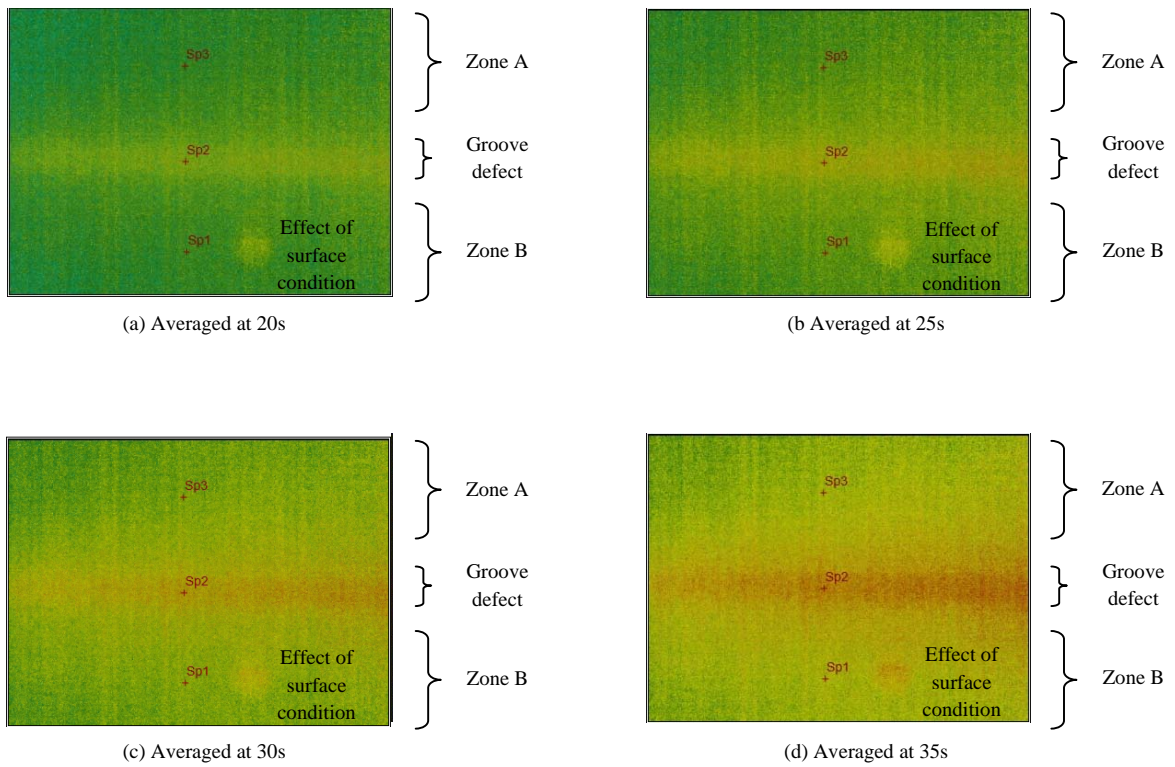 Sp3
Sp2
Sp1
Effect of
surface
condition
Zone A
Groove
defect
Zone B
(a) Averaged at 20s
Sp3
Sp2
Sp1
Effect of
surface
condition
Zone A
Groove
defect
Zone B
(b Averaged at 25s
Sp3
Sp2
Sp1
Effect of
surface
condition
Zone A
Groove
defect
Zone B
(c) Averaged at 30s
Sp3
Sp2
Sp1
Effect of
surface
condition
Zone A
Groove
defect
Zone B
(d) Averaged at 35s